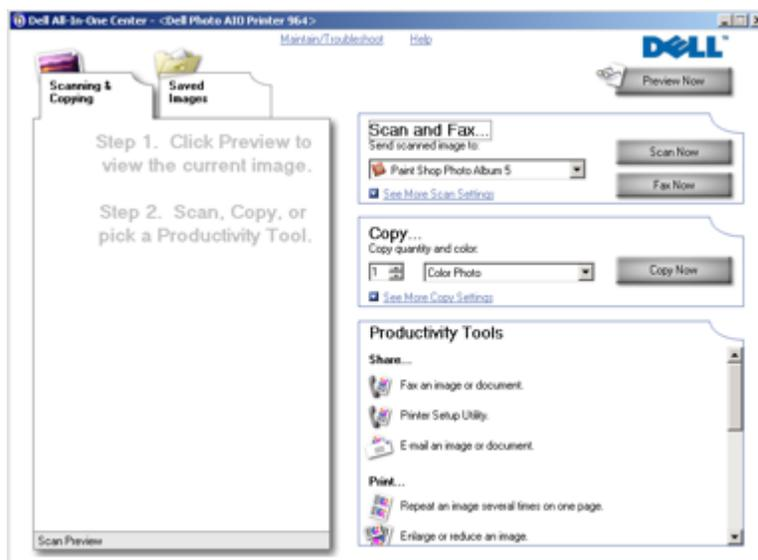 Dell All-In-One Center - <Dell Photo AIO Printer 964>
Maintain/Troubleshoot Help
DELL™
Preview Now
Scanning &
Copying
Saved
Images
Step 1. Click Preview to
view the current image.
Step 2. Scan, Copy, or
pick a Productivity Tool.
Scan Preview
Scan and Fax...
Send scanned image to:
Paint Shop Photo Album 5
See More Scan Settings
Scan Now
Fax Now
Copy...
Copy quantity and color:
1 Color Photo
See More Copy Settings
Copy Now
Productivity Tools
Share...
Fax an image or document.
Printer Setup Utility.
E-mail an image or document.
Print...
Repeat an image several times on one page.
Enlarge or reduce an image.